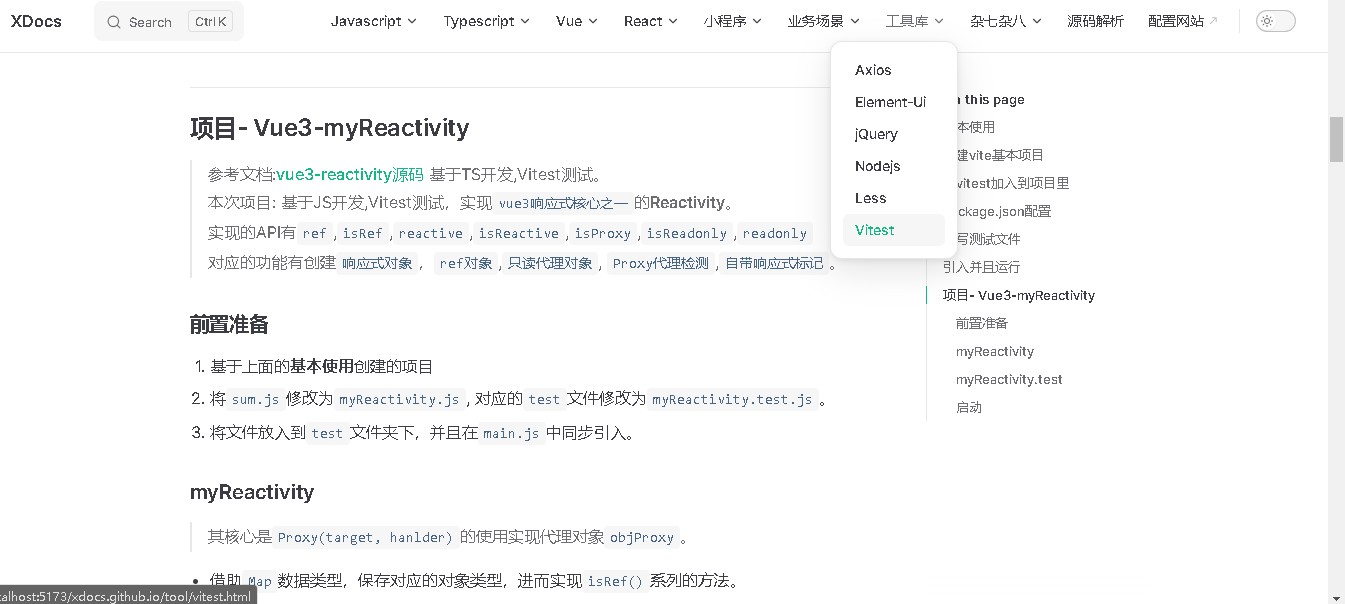 XDocs
Search Ctrl K
Javascript Typescript Vue React 小程序 业务场景 工具库 杂七杂八 源码解析 配置网站
Axios
Element-Ui
jQuery
Nodejs
Less
Vitest
项目- Vue3-myReactivity
参考文档:vue3-reactivity源码 基于TS开发,Vitest测试。
本次项目: 基于JS开发,Vitest测试，实现 vue3响应式核心之一 的Reactivity。
实现的API有 ref , isRef , reactive , isReactive , isProxy , isReadonly , readonly
对应的功能有创建 响应式对象 ， ref对象 , 只读代理对象 , Proxy代理检测 , 自带响应式标记 。
前置准备
1. 基于上面的基本使用创建的项目
2. 将 sum.js 修改为 myReactivity.js , 对应的 test 文件修改为 myReactivity.test.js 。
3. 将文件放入到 test 文件夹下，并且在 main.js 中同步引入。
myReactivity
其核心是 Proxy(target, hanlder) 的使用实现代理对象 objProxy 。
• 借助 Map 数据类型，保存对应的对象类型，进而实现 isRef() 系列的方法。
this page
本使用
建vite基本项目
vitest加入到项目里
ckage.json配置
写测试文件
引入并且运行
项目- Vue3-myReactivity
前置准备
myReactivity
myReactivity.test
启动
alhost:5173/xdocs.github.io/tool/vitest.html